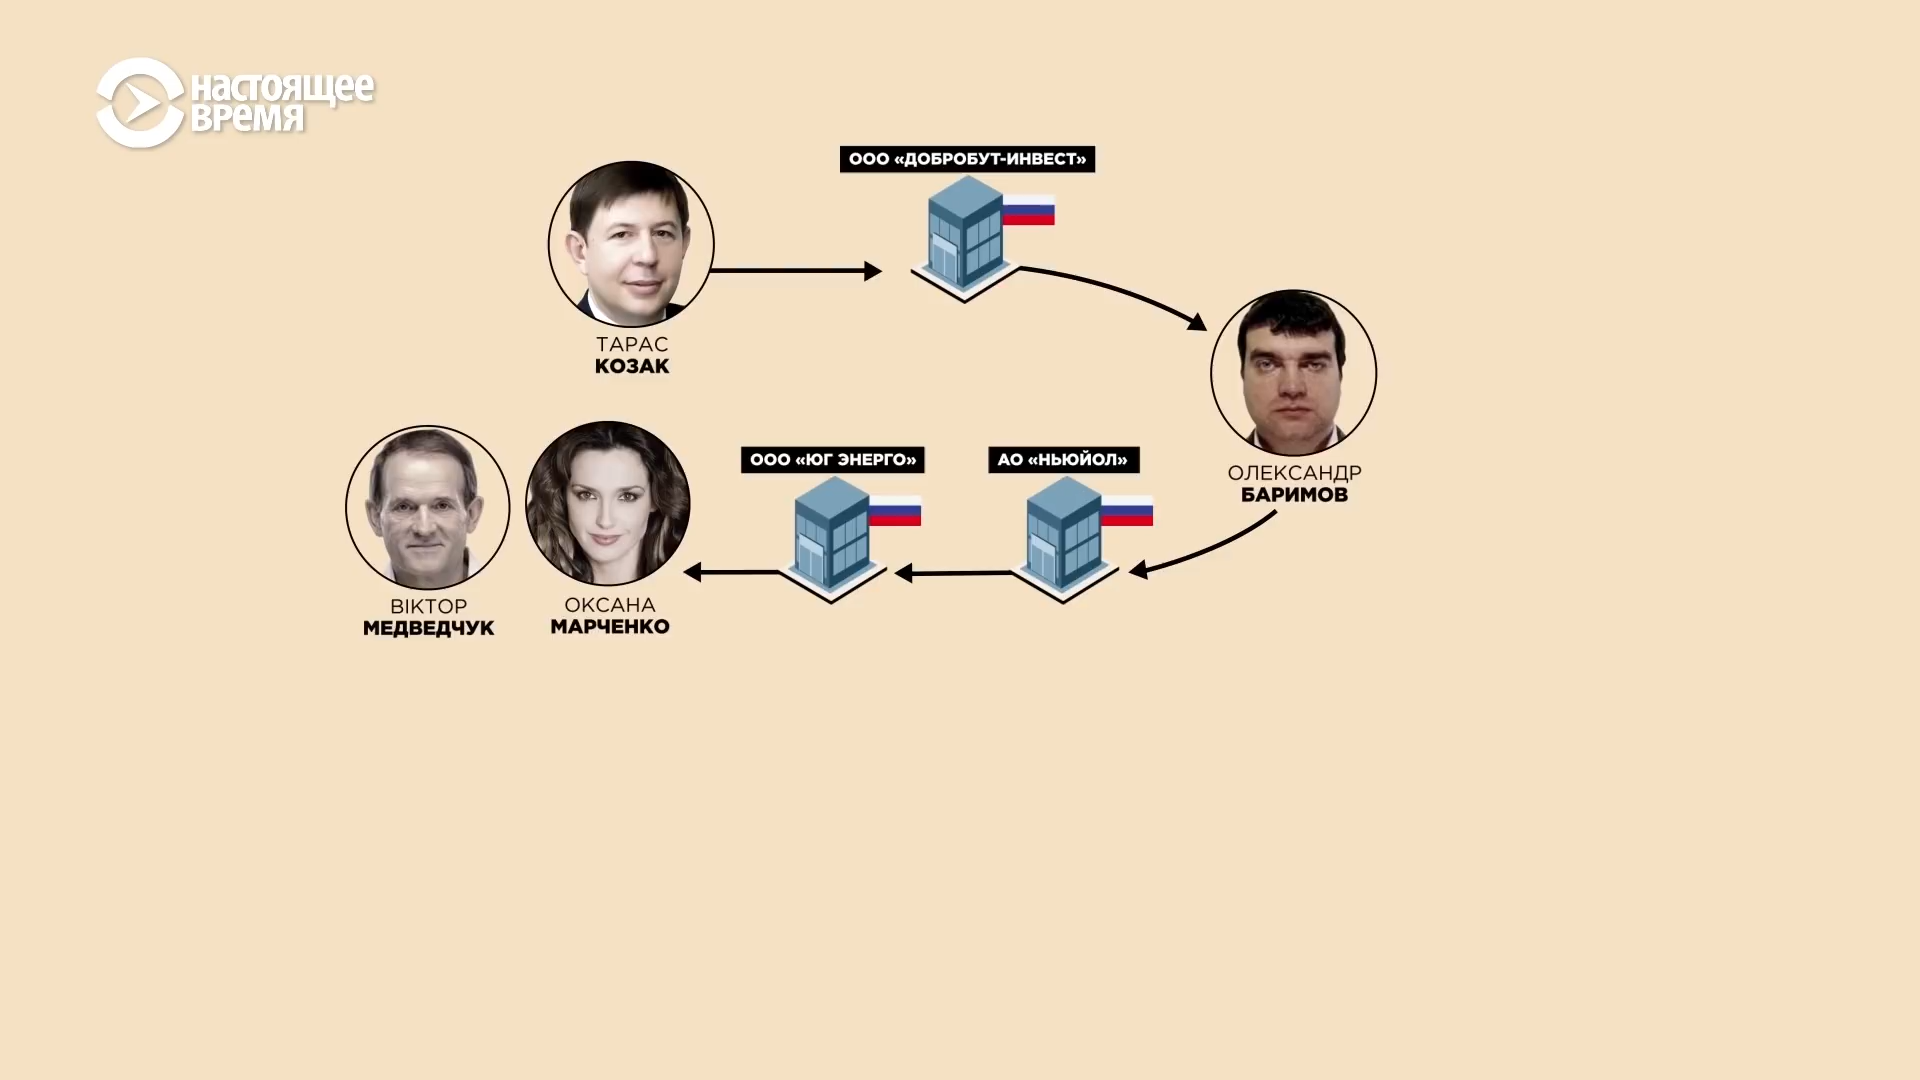 настоящее
время
ООО «ДОБРОБУТ-ИНВЕСТ»
ТАРАС
КОЗАК
ОЛЕКСАНДР
БАРИМОВ
ООО «ЮГ ЭНЕРГО»
АО «НЬЮЙОЛ»
ВІКТОР
МЕДВЕДЧУК
ОКСАНА
МАРЧЕНКО